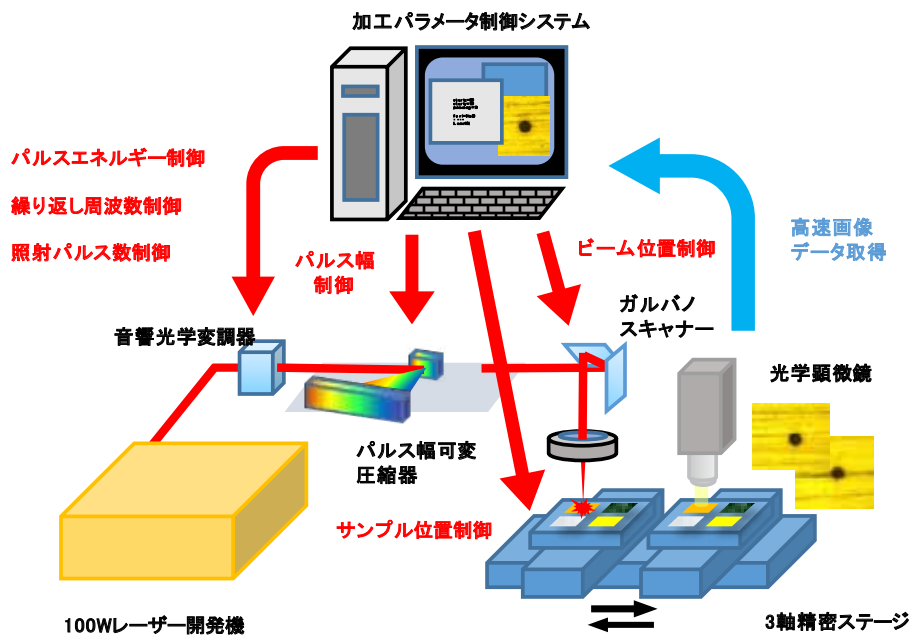 加工パラメータ制御システム
パルスエネルギー制御
繰り返し周波数制御
照射パルス数制御
パルス幅
制御
ビーム位置制御
高速画像
データ取得
ガルバノ
スキャナー
音響光学変調器
光学顕微鏡
パルス幅可変
圧縮器
サンプル位置制御
100Wレーザー開発機
3軸精密ステージ